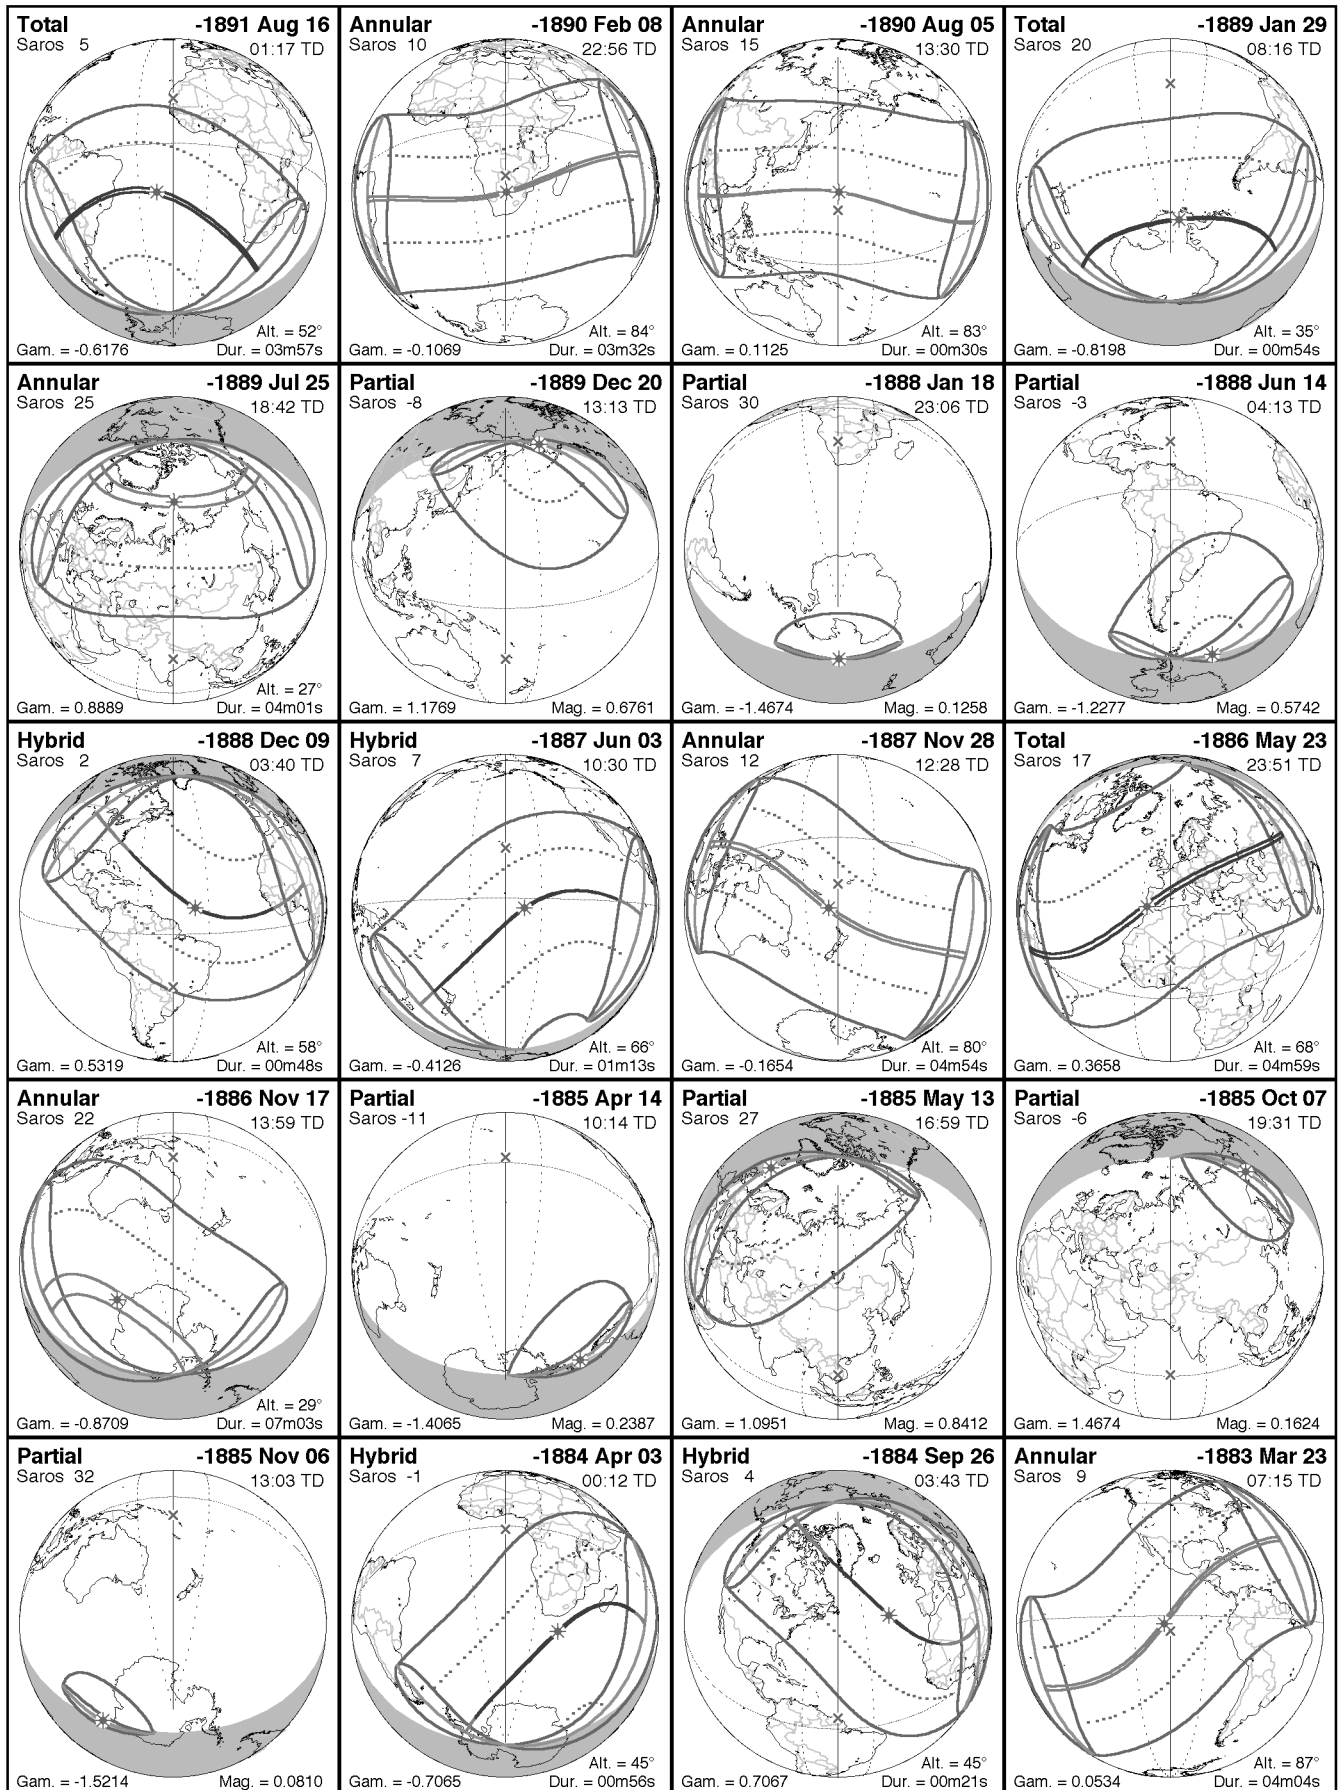 Total -1891 Aug 16
Saros 5 01:17 TD
Alt. = 52°
Gam. = -0.6176 Dur. = 03m57s
Annular -1890 Feb 08
Saros 10 22:56 TD
Alt. = 84°
Gam. = -0.1069 Dur. = 03m32s
Annular -1890 Aug 05
Saros 15 13:30 TD
Alt. = 83°
Gam. = 0.1125 Dur. = 00m30s
Total -1889 Jan 29
Saros 20 08:16 TD
Alt. = 35°
Gam. = -0.8198 Dur. = 00m54s
Annular -1889 Jul 25
Saros 25 18:42 TD
Alt. = 27°
Gam. = 0.8889 Dur. = 04m01s
Partial -1889 Dec 20
Saros -8 13:13 TD
Gam. = 1.1769 Mag. = 0.6761
Partial -1888 Jan 18
Saros 30 23:06 TD
Gam. = -1.4674 Mag. = 0.1258
Partial -1888 Jun 14
Saros -3 04:13 TD
Gam. = -1.2277 Mag. = 0.5742
Hybrid -1888 Dec 09
Saros 2 03:40 TD
Alt. = 58°
Gam. = 0.5319 Dur. = 00m48s
Hybrid -1887 Jun 03
Saros 7 10:30 TD
Alt. = 66°
Gam. = -0.4126 Dur. = 01m13s
Annular -1887 Nov 28
Saros 12 12:28 TD
Alt. = 80°
Gam. = -0.1654 Dur. = 04m54s
Total -1886 May 23
Saros 17 23:51 TD
Alt. = 68°
Gam. = 0.3658 Dur. = 04m59s
Annular -1886 Nov 17
Saros 22 13:59 TD
Alt. = 29°
Gam. = -0.8709 Dur. = 07m03s
Partial -1885 Apr 14
Saros -11 10:14 TD
Gam. = -1.4065 Mag. = 0.2387
Partial -1885 May 13
Saros 27 16:59 TD
Gam. = 1.0951 Mag. = 0.8412
Partial -1885 Oct 07
Saros -6 19:31 TD
Gam. = 1.4674 Mag. = 0.1624
Partial -1885 Nov 06
Saros 32 13:03 TD
Gam. = -1.5214 Mag. = 0.0810
Hybrid -1884 Apr 03
Saros -1 00:12 TD
Alt. = 45°
Gam. = -0.7065 Dur. = 00m56s
Hybrid -1884 Sep 26
Saros 4 03:43 TD
Alt. = 45°
Gam. = 0.7067 Dur. = 00m21s
Annular -1883 Mar 23
Saros 9 07:15 TD
Alt. = 87°
Gam. = 0.0534 Dur. = 04m04s